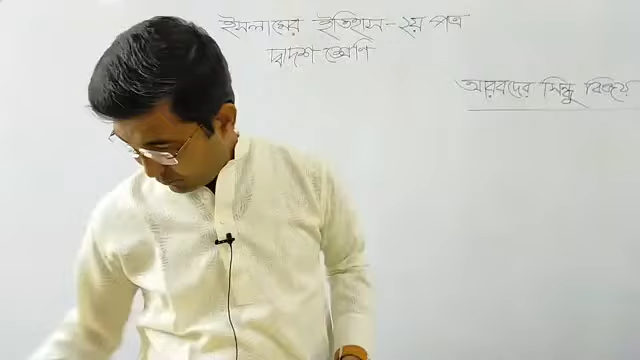 ইসলামের ইতিহাস - ২য় পত্র
দ্বাদশ শ্রেণি
আরবদের সিন্ধু বিজয়